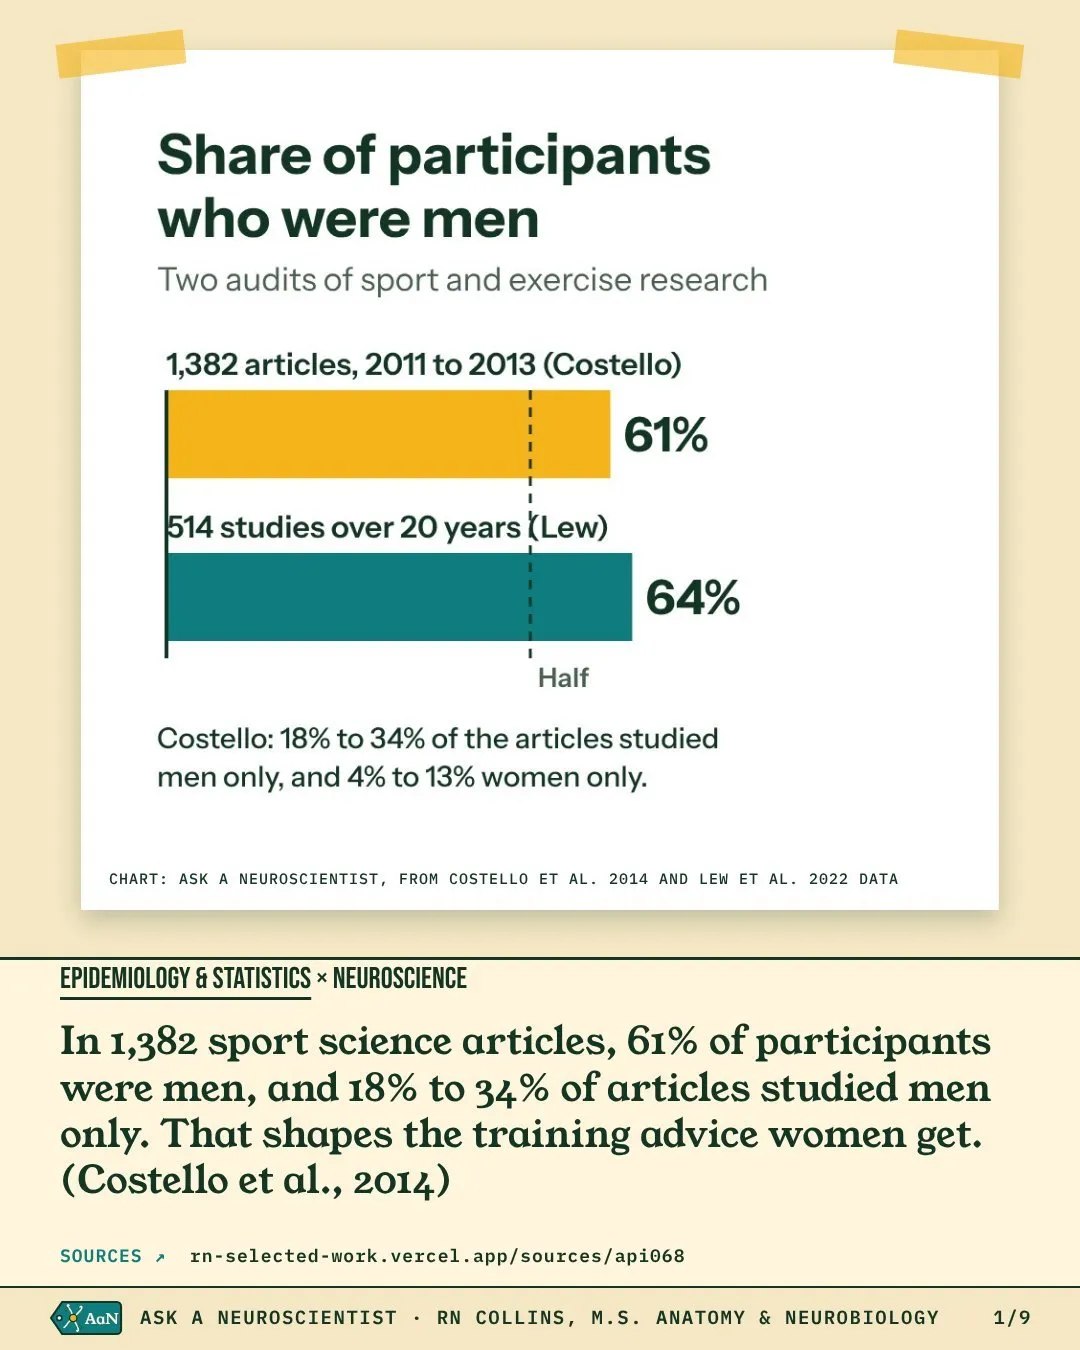 Share of participants
who were men
Two audits of sport and exercise research
1,382 articles, 2011 to 2013 (Costello)
61%
514 studies over 20 years (Lew)
64%
Half
Costello: 18% to 34% of the articles studied
men only, and 4% to 13% women only.
CHART: ASK A NEUROSCIENTIST, FROM COSTELLO ET AL. 2014 AND LEW ET AL. 2022 DATA
EPIDEMIOLOGY & STATISTICS × NEUROSCIENCE
In 1,382 sport science articles, 61% of participants
were men, and 18% to 34% of articles studied men
only. That shapes the training advice women get.
(Costello et al., 2014)
SOURCES ↗ rn-selected-work.vercel.app/sources/api068
AaN ASK A NEUROSCIENTIST · RN COLLINS, M.S. ANATOMY & NEUROBIOLOGY 1/9